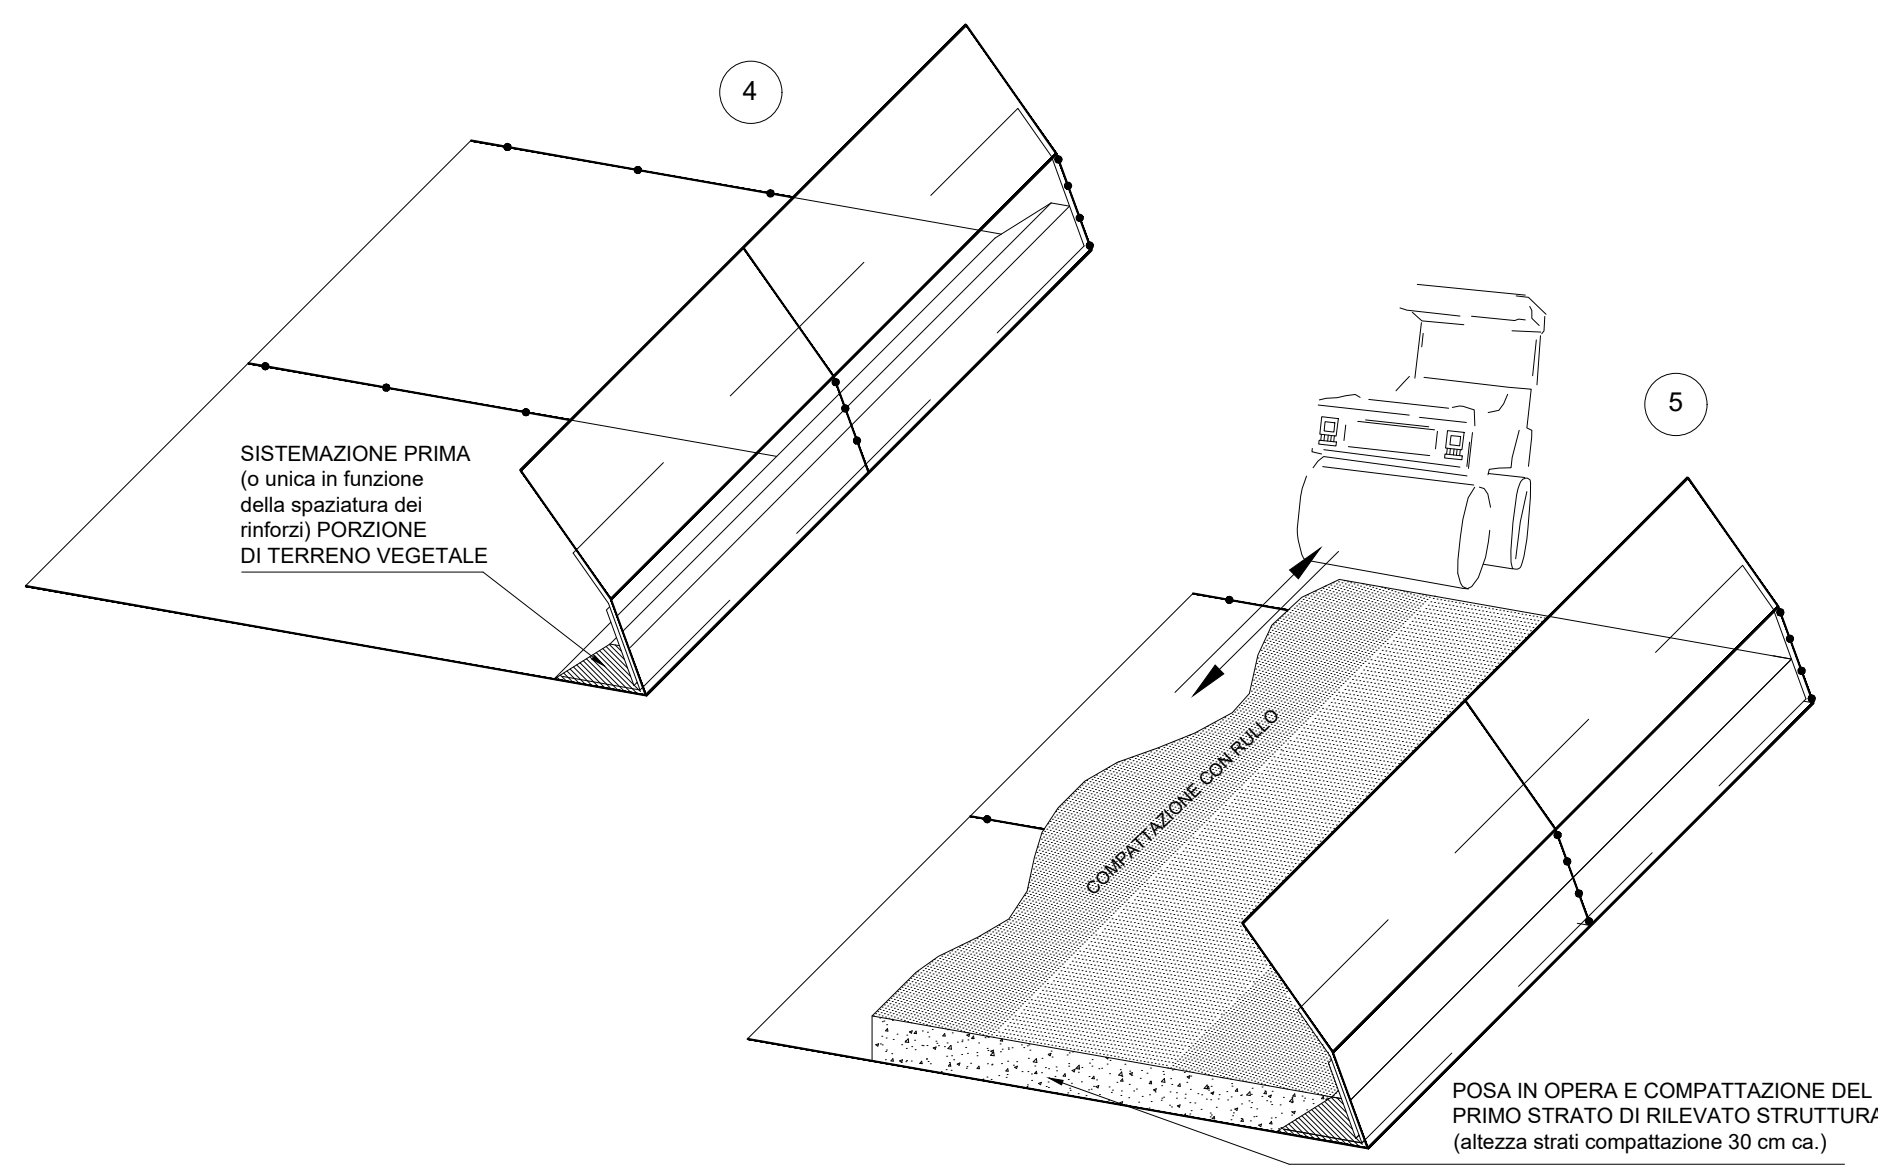 4
SISTEMAZIONE PRIMA
(o unica in funzione
della spaziatura dei
rinforzi) PORZIONE
DI TERRENO VEGETALE
5
COMPATTAZIONE CON RULLO
POSA IN OPERA E COMPATTAZIONE DEL
PRIMO STRATO DI RILEVATO STRUTTURA
(altezza strati compattazione 30 cm ca.)